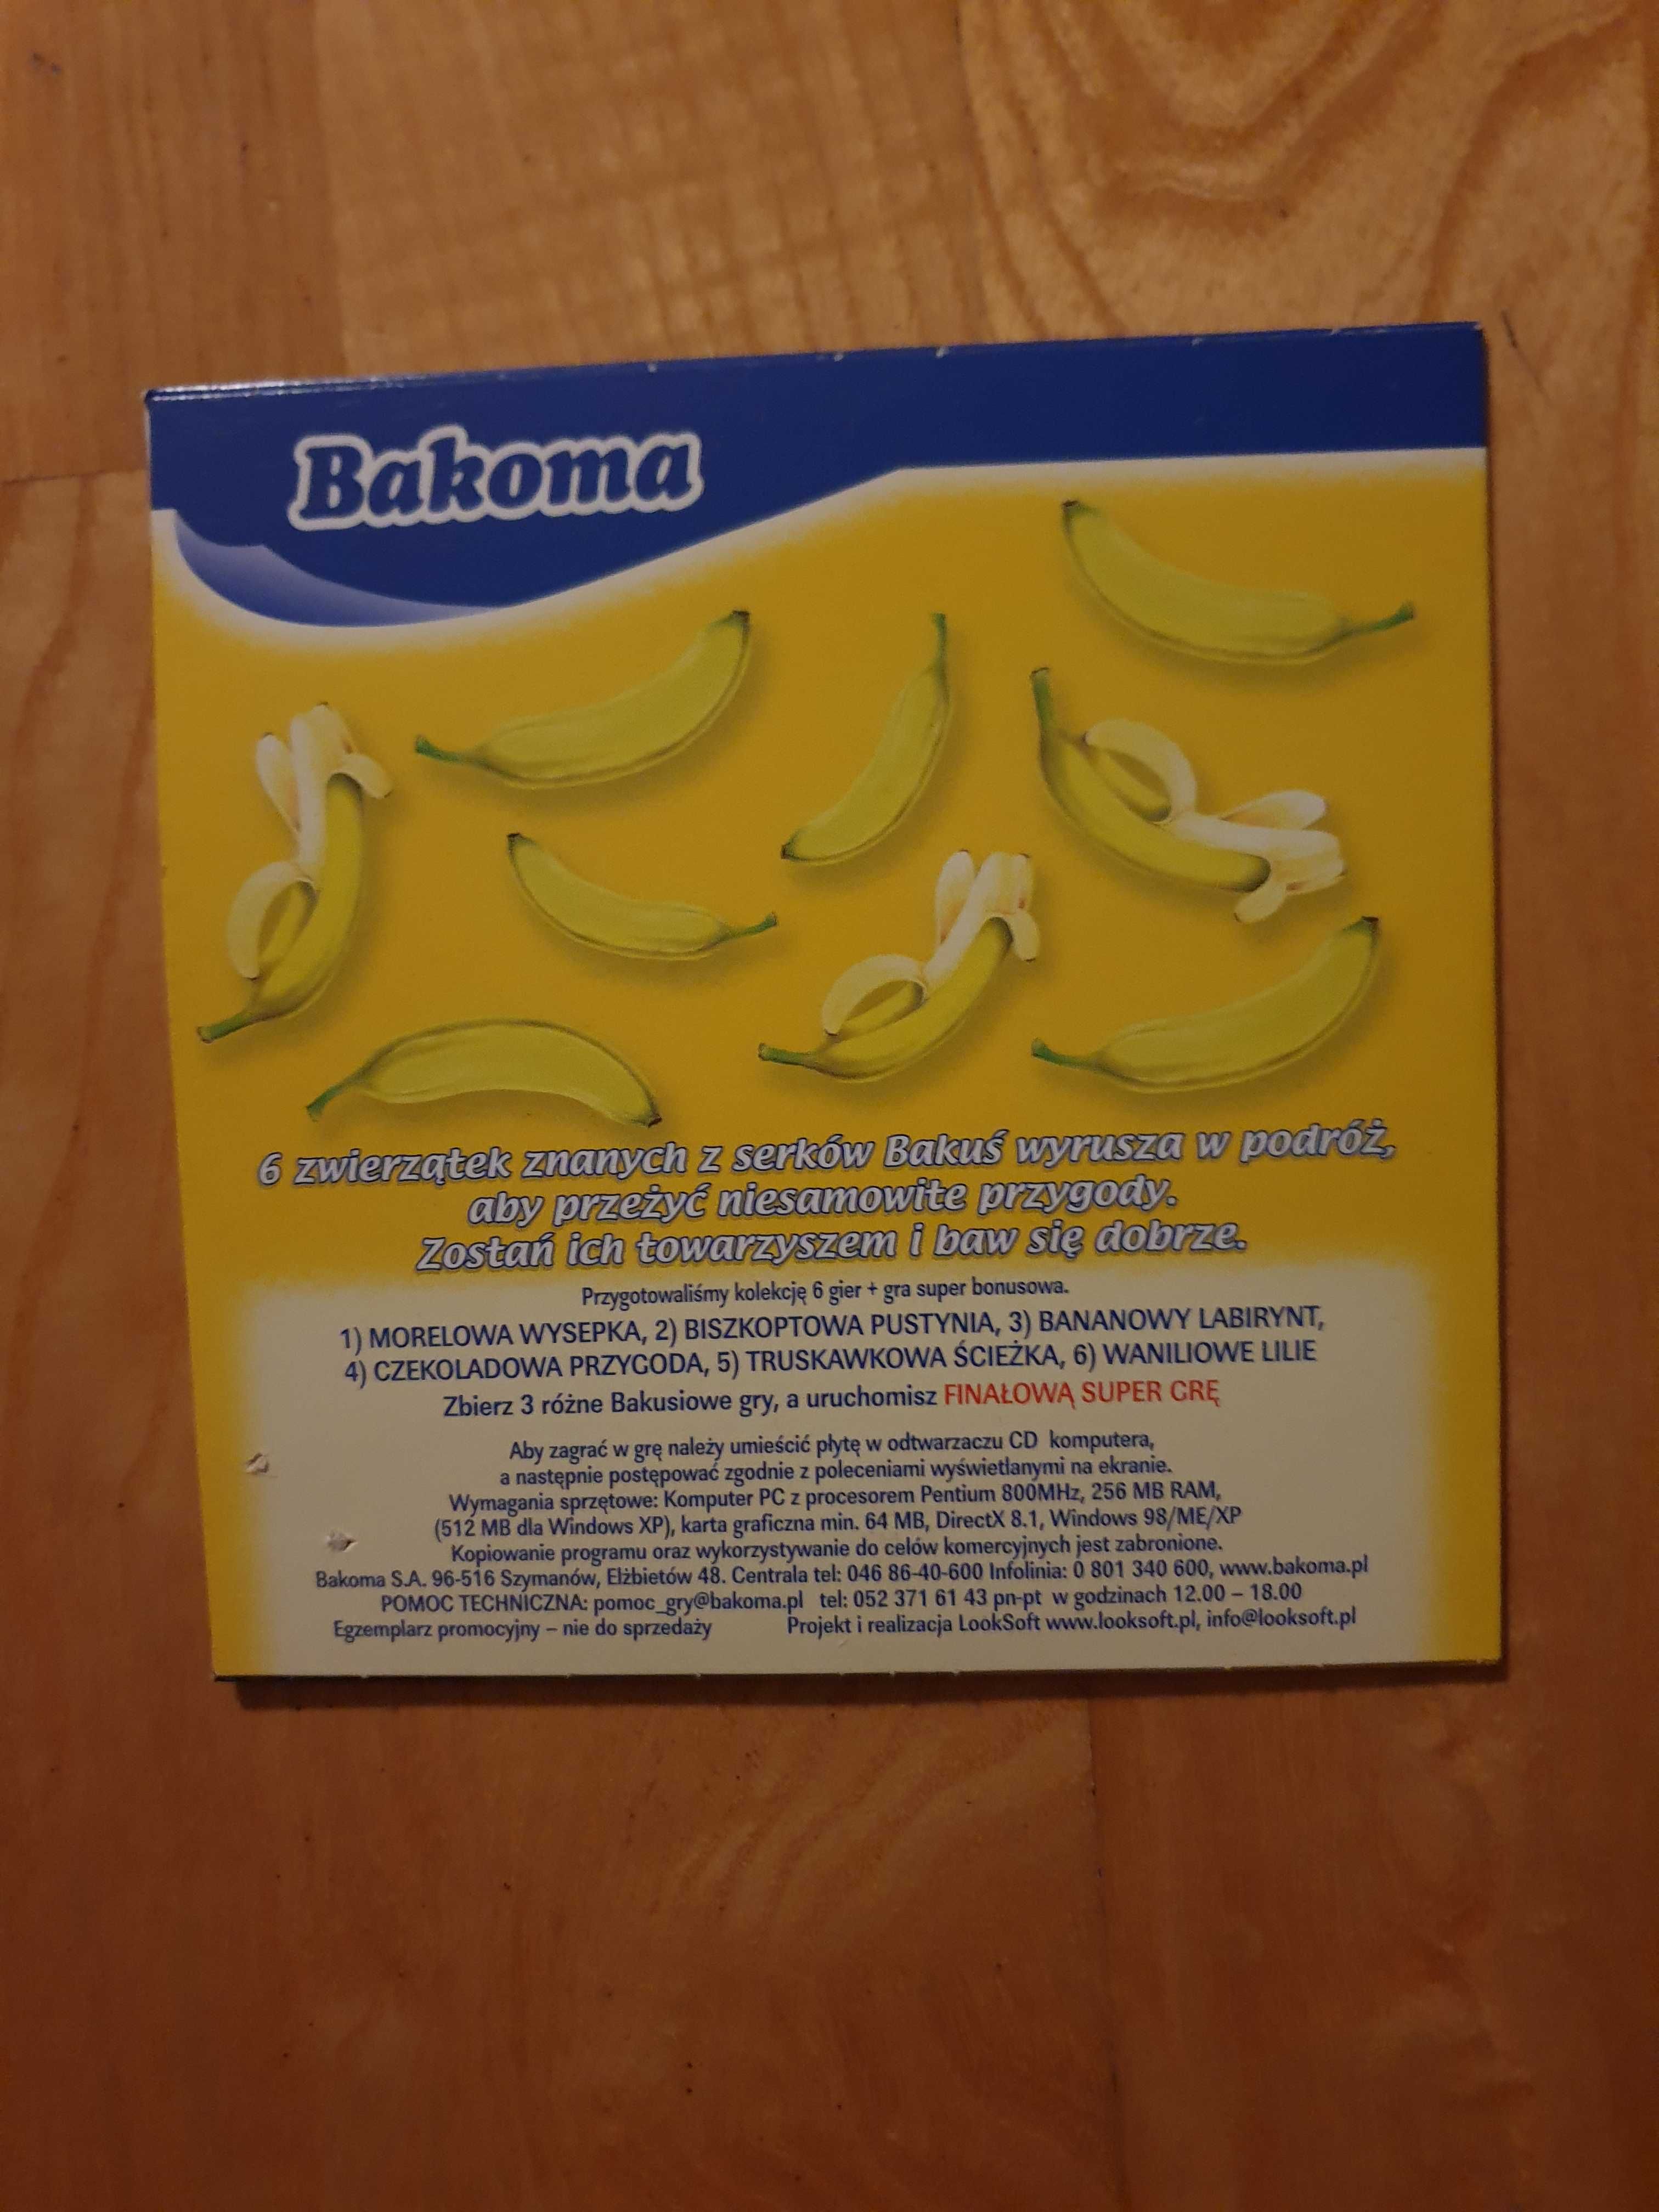 Bakoma
6 zwierzątek znanych z serków Bakuś wyrusza w podróż,
aby przeżyć niesamowite przygody.
Zostań ich towarzyszem i baw się dobrze.
Przygotowaliśmy kolekcję 6 gier + gra super bonusowa.
1) MORELOWA WYSEPKA, 2) BISZKOPTOWA PUSTYNIA, 3) BANANOWY LABIRYNT,
4) CZEKOLADOWA PRZYGODA, 5) TRUSKAWKOWA ŚCIEŻKA, 6) WANILIOWE LILIE
Zbierz 3 różne Bakusiowe gry, a uruchomisz FINAŁOWĄ SUPER GRĘ
Aby zagrać w grę należy umieścić płytę w odtwarzaczu CD komputera,
a następnie postępować zgodnie z poleceniami wyświetlanymi na ekranie.
Wymagania sprzętowe: Komputer PC z procesorem Pentium 800MHz, 256 MB RAM,
(512 MB dla Windows XP), karta graficzna min. 64 MB, DirectX 8.1, Windows 98/ME/XP
Kopiowanie programu oraz wykorzystywanie do celów komercyjnych jest zabronione.
Bakoma S.A. 96-516 Szymanów, Elżbietów 48. Centrala tel: 046 86-40-600 Infolinia: 0 801 340 600, www.bakoma.pl
POMOC TECHNICZNA: pomoc_gry@bakoma.pl tel: 052 371 61 43 pn-pt w godzinach 12.00 – 18.00
Egzemplarz promocyjny – nie do sprzedaży Projekt i realizacja LookSoft www.looksoft.pl, info@looksoft.pl